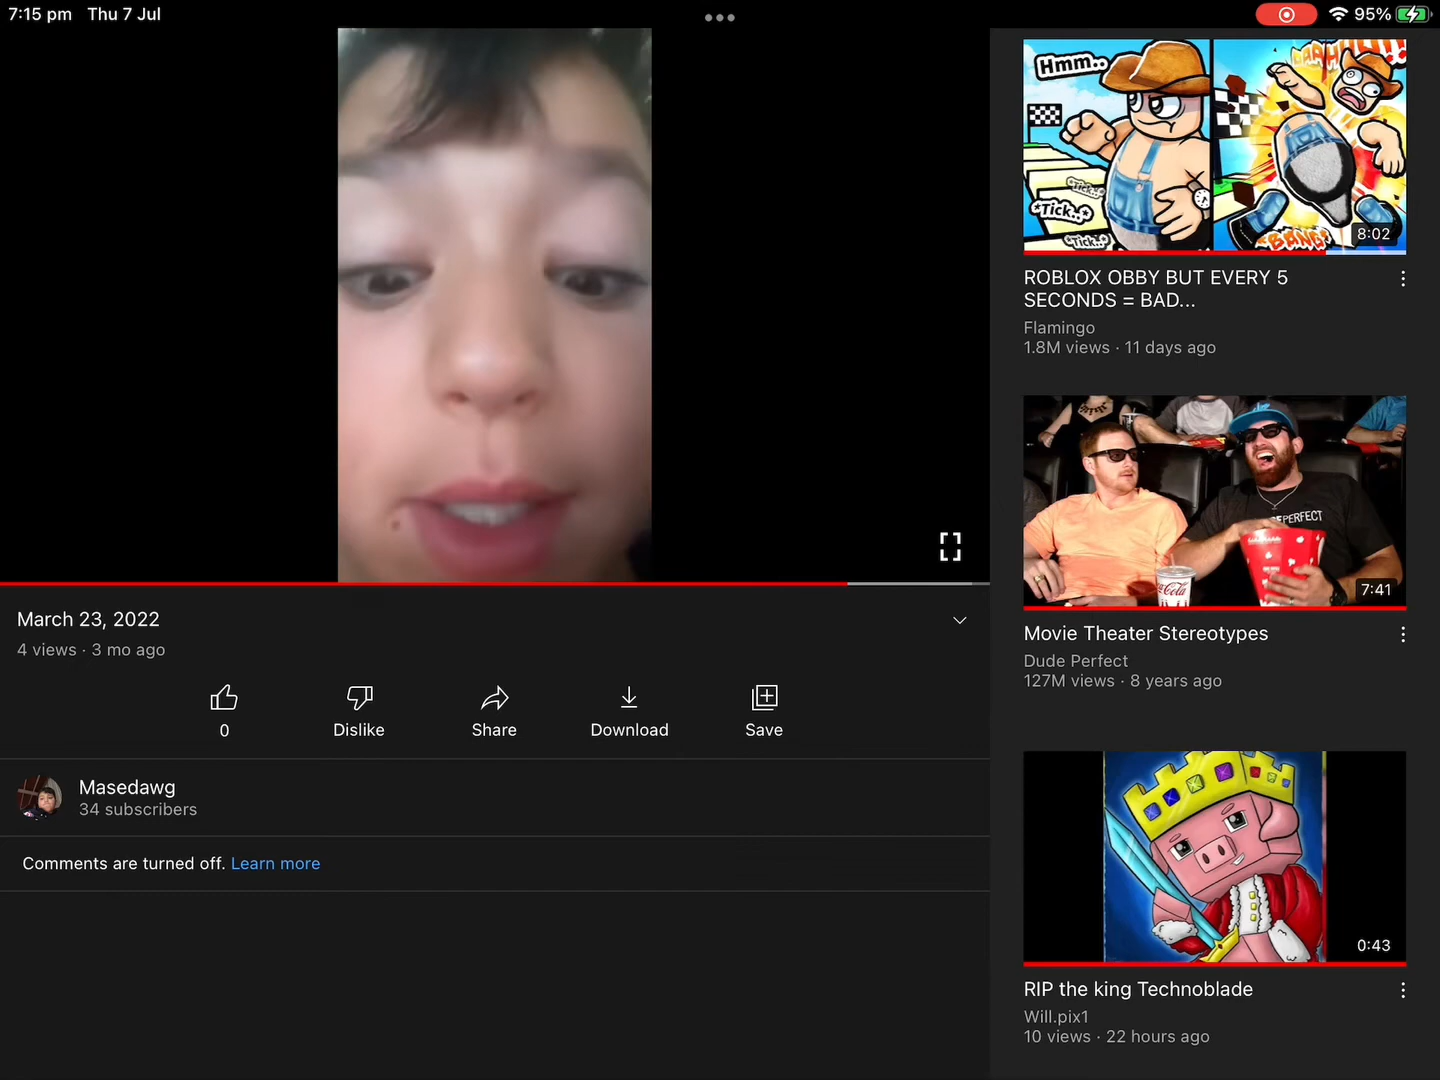 7:15 pm Thu 7 Jul
95%
March 23, 2022
4 views · 3 mo ago
0
Dislike
Share
Download
Save
Masedawg
34 subscribers
Comments are turned off. Learn more
Hmm..
*Tick..*
*Tick..*
*Tick..*
*BANG*
8:02
ROBLOX OBBY BUT EVERY 5
SECONDS = BAD...
Flamingo
1.8M views · 11 days ago
Coca-Cola
PERFECT
7:41
Movie Theater Stereotypes
Dude Perfect
127M views · 8 years ago
0:43
RIP the king Technoblade
Will.pix1
10 views · 22 hours ago